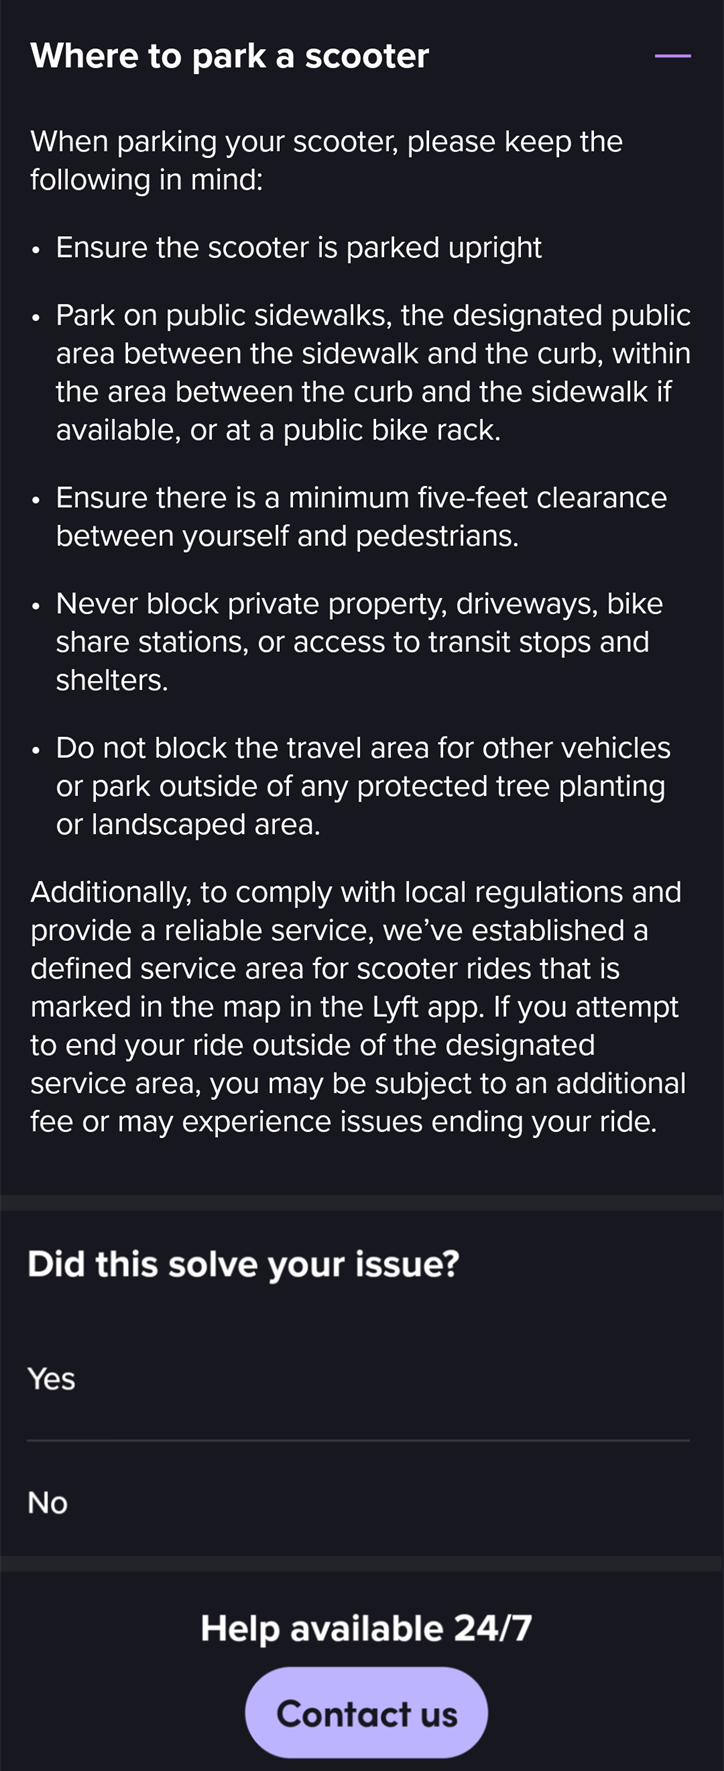 Where to park a scooter
When parking your scooter, please keep the
following in mind:
• Ensure the scooter is parked upright
• Park on public sidewalks, the designated public
area between the sidewalk and the curb, within
the area between the curb and the sidewalk if
available, or at a public bike rack.
• Ensure there is a minimum five-feet clearance
between yourself and pedestrians.
• Never block private property, driveways, bike
share stations, or access to transit stops and
shelters.
• Do not block the travel area for other vehicles
or park outside of any protected tree planting
or landscaped area.
Additionally, to comply with local regulations and
provide a reliable service, we’ve established a
defined service area for scooter rides that is
marked in the map in the Lyft app. If you attempt
to end your ride outside of the designated
service area, you may be subject to an additional
fee or may experience issues ending your ride.
Did this solve your issue?
Yes
No
Help available 24/7
Contact us